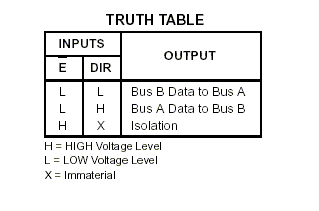 TRUTH TABLE
INPUTS OUTPUT
E̅ DIR
L L Bus B Data to Bus A
L H Bus A Data to Bus B
H X Isolation
H = HIGH Voltage Level
L = LOW Voltage Level
X = Immaterial